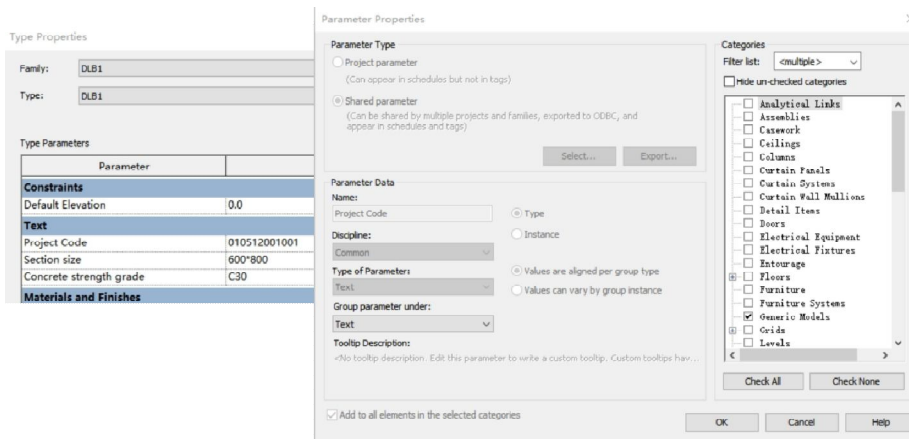 Type Properties
Family: DLB1
Type: DLB1
Type Parameters
Parameter
Constraints
Default Elevation 0.0
Text
Project Code 010512001001
Section size 600*800
Concrete strength grade C30
Materials and Finishes
Parameter Properties
Parameter Type
Project parameter
(Can appear in schedules but not in tags)
Shared parameter
(Can be shared by multiple projects and families, exported to ODBC, and
appear in schedules and tags)
Select... Export...
Parameter Data
Name:
Project Code
Type
Discipline:
Instance
Common
Type of Parameter:
Values are aligned per group type
Text
Values can vary by group instance
Group parameter under:
Text
Tooltip Description:
<No tooltip description. Edit this parameter to write a custom tooltip. Custom tooltips hav...
Add to all elements in the selected categories
Categories
Filter list: <multiple>
Hide un-checked categories
Analytical Links
Assemblies
Casework
Ceilings
Columns
Curtain Panels
Curtain Systems
Curtain Wall Mullions
Detail Items
Doors
Electrical Equipment
Electrical Fixtures
Entourage
Floors
Furniture
Furniture Systems
Generic Models
Grids
Levels
Check All Check None
OK Cancel Help